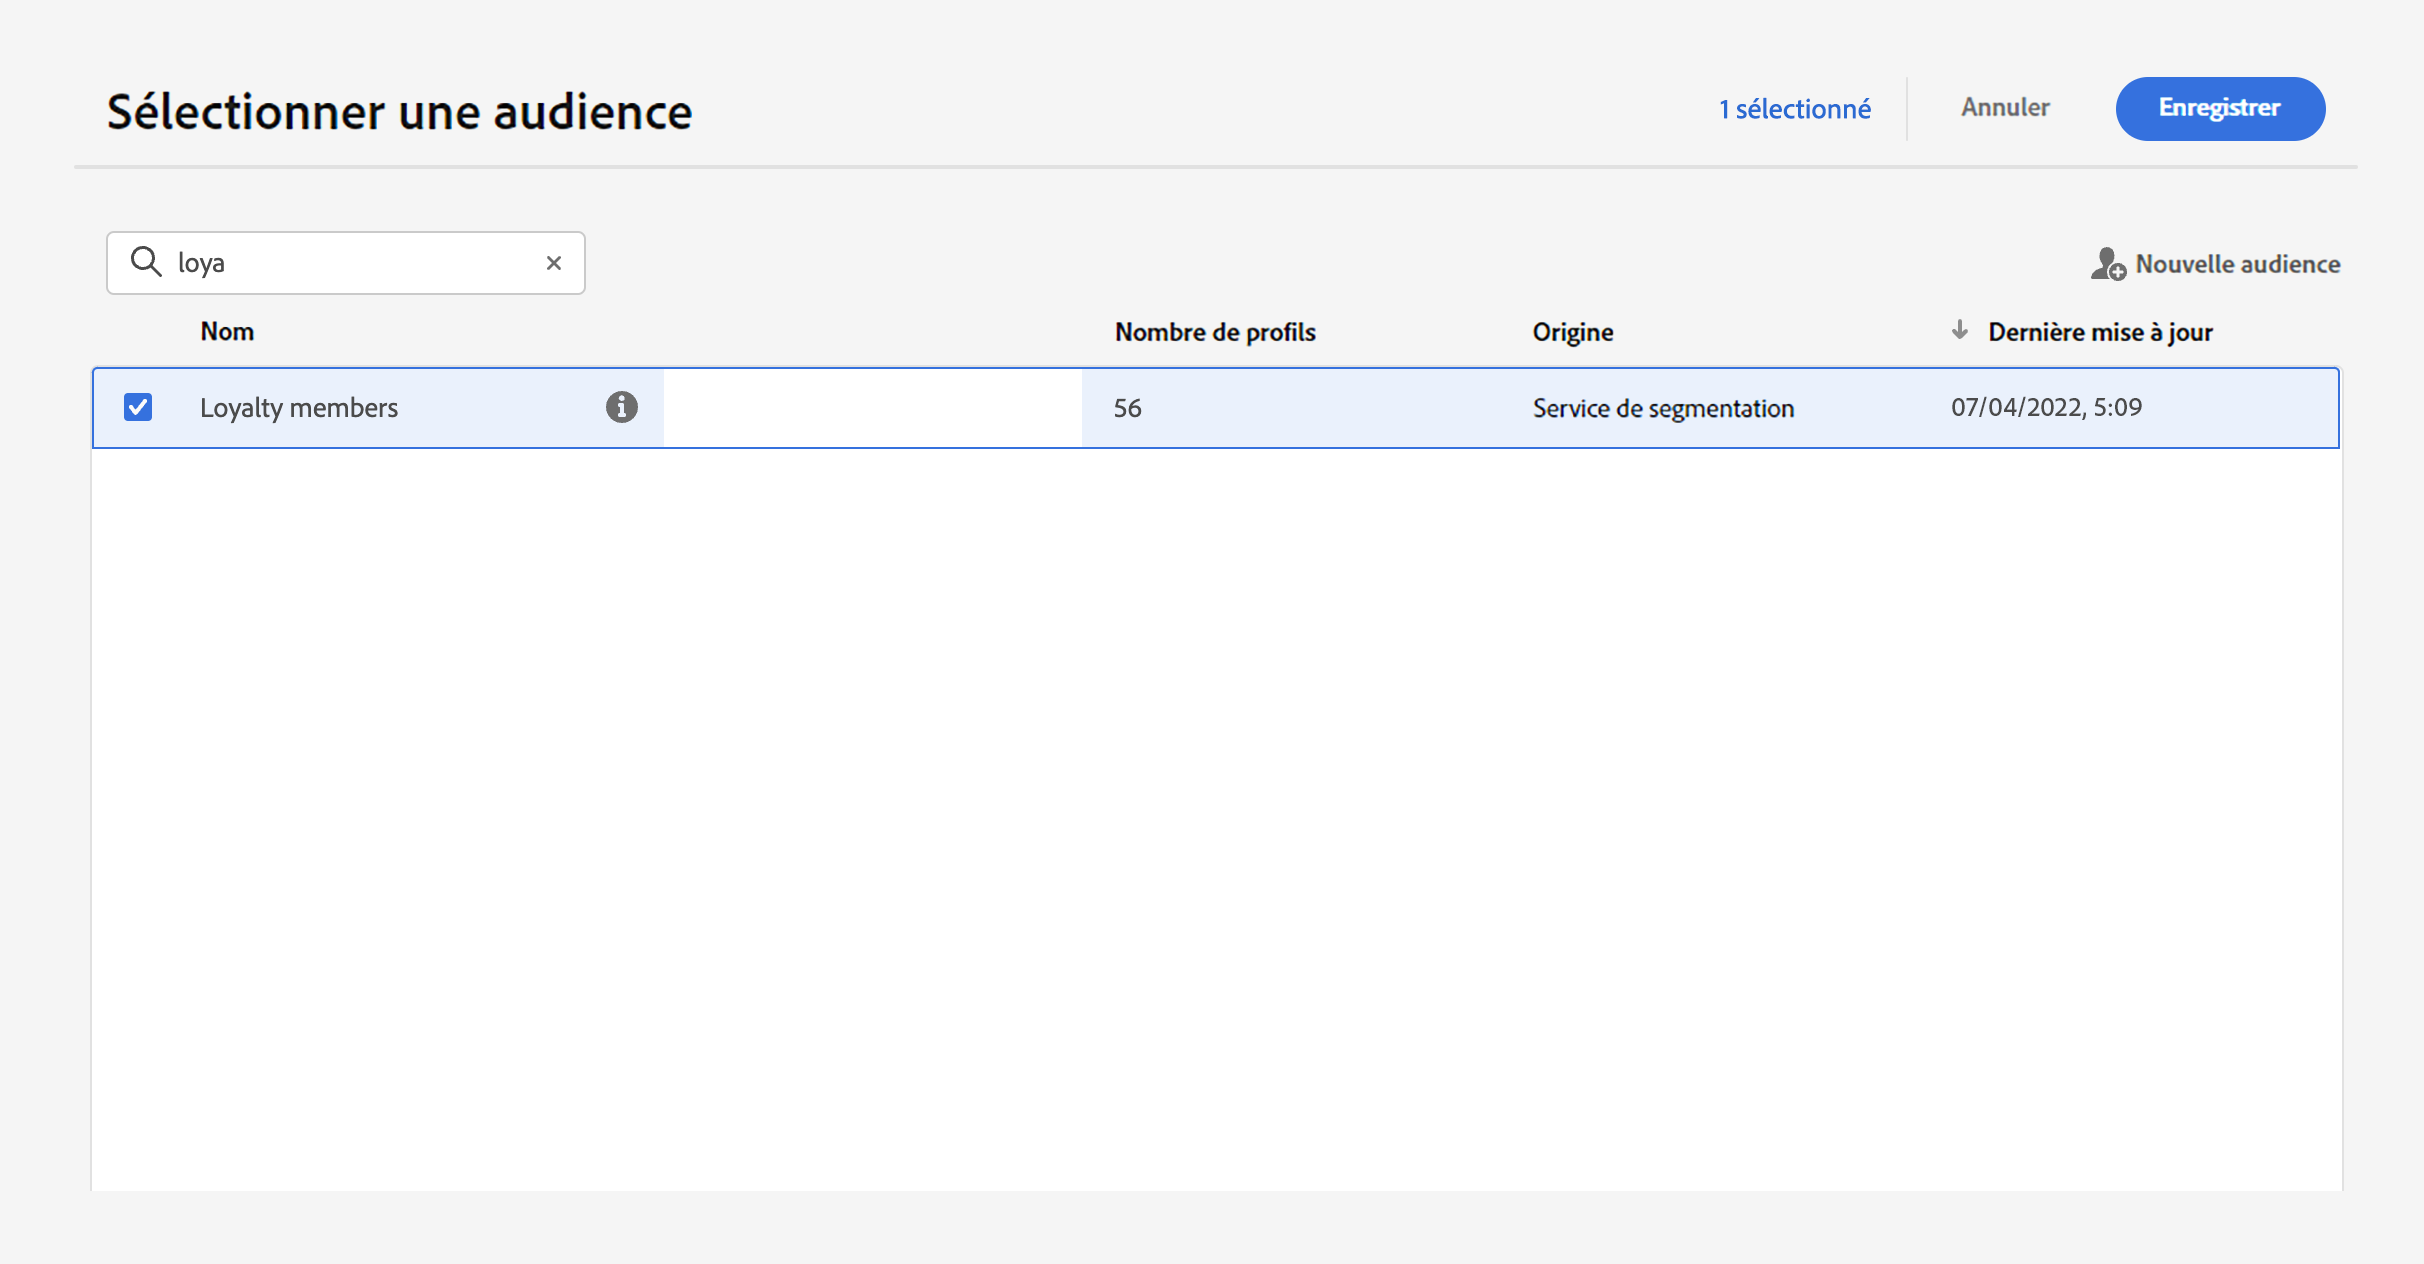 Sélectionner une audience
1 sélectionné
Annuler
Enregistrer
loya
Nouvelle audience
Nom
Nombre de profils
Origine
Dernière mise à jour
Loyalty members
56
Service de segmentation
07/04/2022, 5:09